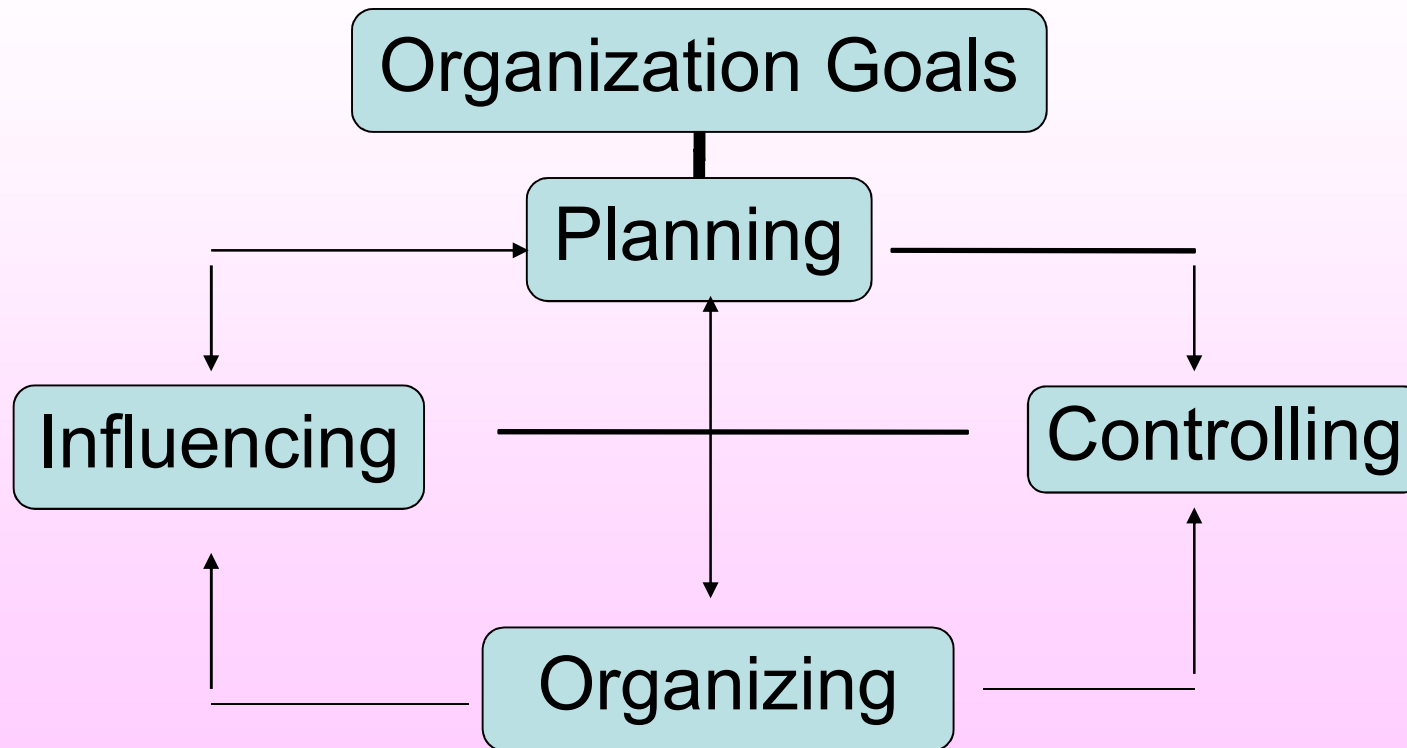 Organization Goals
Planning
Influencing
Controlling
Organizing